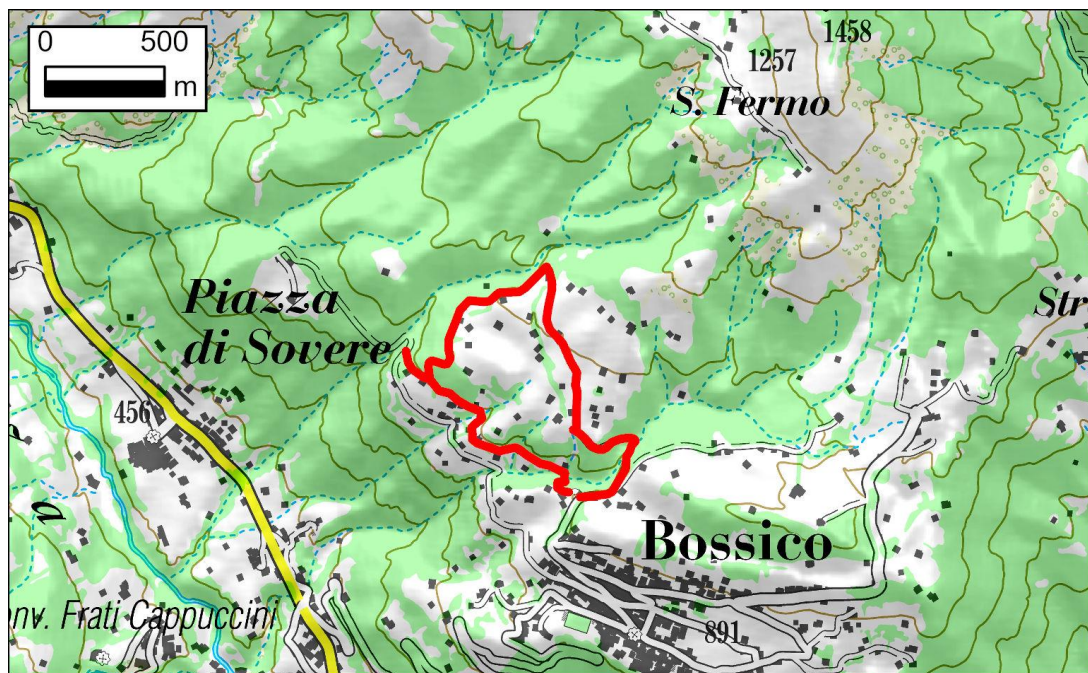 0 500
m
1458
1257
S. Fermo
Piazza
di Sovere
Str
456
Bossico
nv. Frati Cappuccini
891